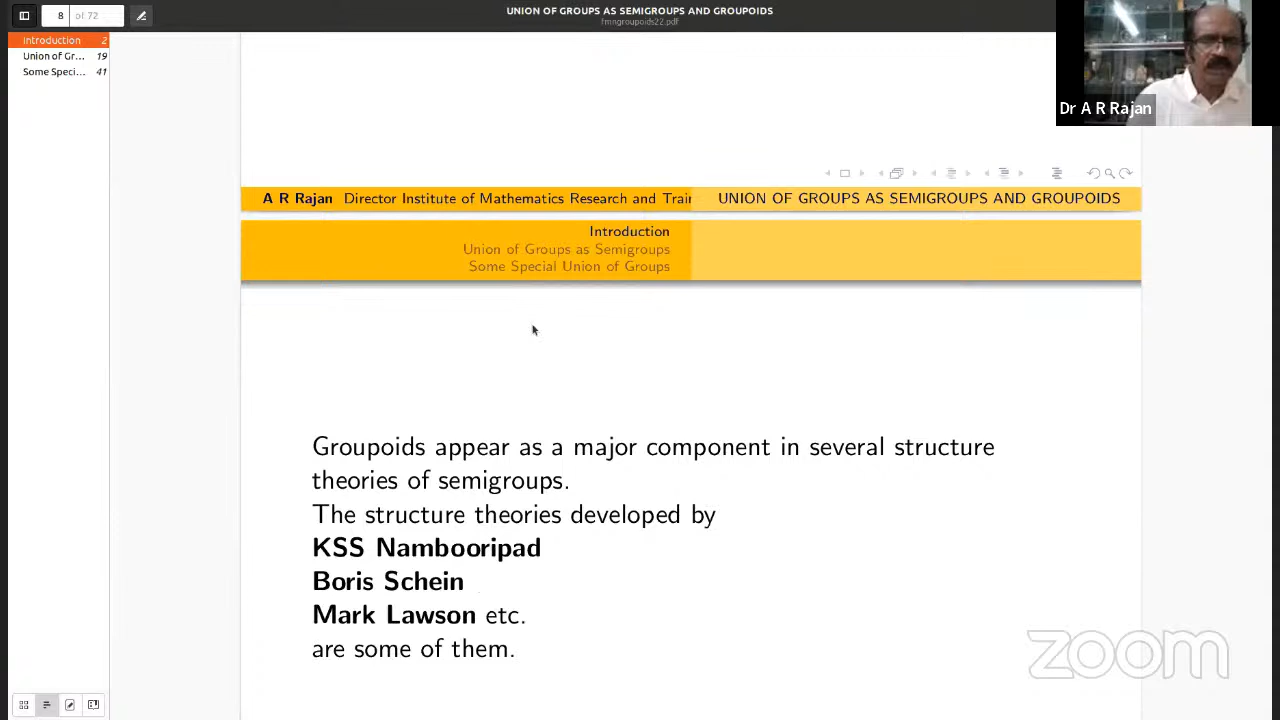 8 of 72
UNION OF GROUPS AS SEMIGROUPS AND GROUPOIDS
fmngroupoids22.pdf
Introduction 2
Union of Gr... 19
Some Speci... 41
Dr A R Rajan
A R Rajan Director Institute of Mathematics Research and Trai
UNION OF GROUPS AS SEMIGROUPS AND GROUPOIDS
Introduction
Union of Groups as Semigroups
Some Special Union of Groups
Groupoids appear as a major component in several structure
theories of semigroups.
The structure theories developed by
KSS Nambooripad
Boris Schein
Mark Lawson etc.
are some of them.
zoom